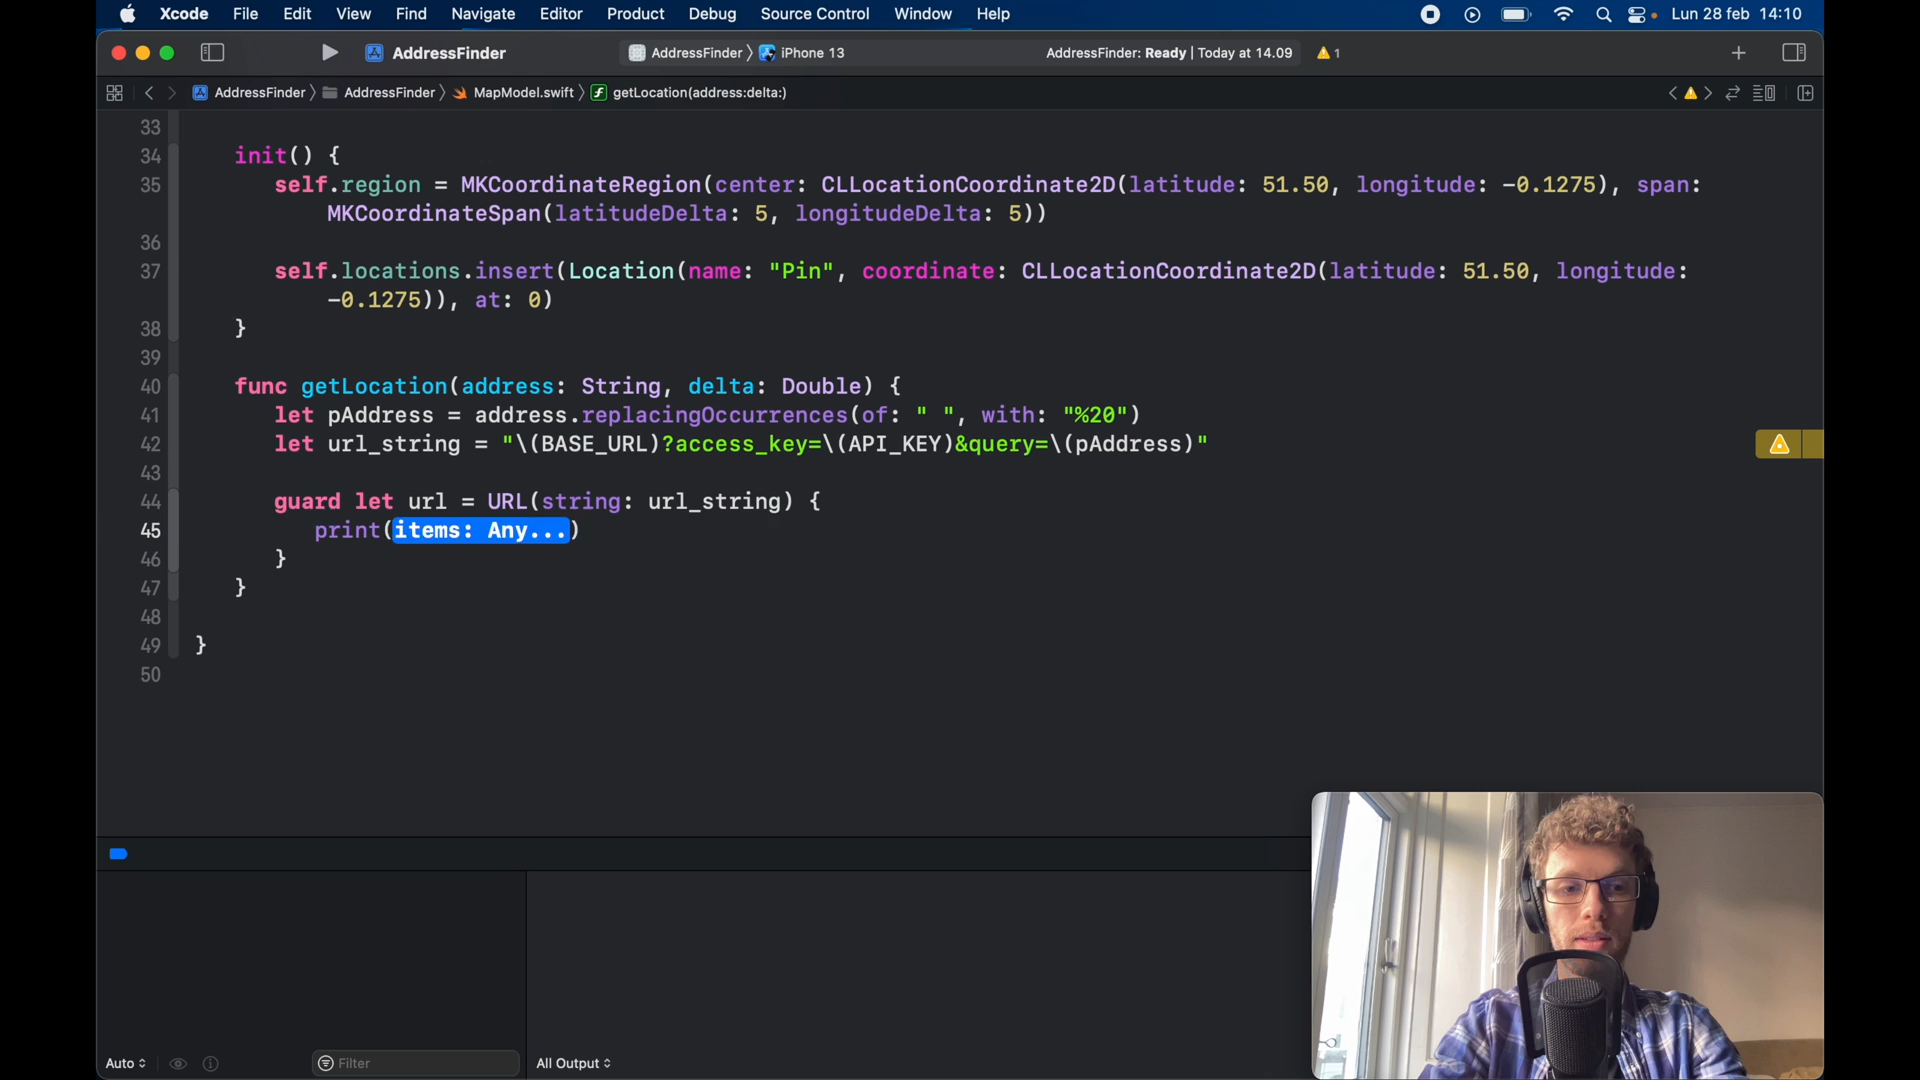 Xcode File Edit View Find Navigate Editor Product Debug Source Control Window Help Lun 28 feb 14:10
AddressFinder AddressFinder iPhone 13 AddressFinder: Ready | Today at 14.09 1
AddressFinder AddressFinder MapModel.swift getLocation(address:delta:)
33
34 init() {
35 self.region = MKCoordinateRegion(center: CLLocationCoordinate2D(latitude: 51.50, longitude: -0.1275), span:
MKCoordinateSpan(latitudeDelta: 5, longitudeDelta: 5))
36
37 self.locations.insert(Location(name: "Pin", coordinate: CLLocationCoordinate2D(latitude: 51.50, longitude:
-0.1275)), at: 0)
38 }
39
40 func getLocation(address: String, delta: Double) {
41 let pAddress = address.replacingOccurrences(of: " ", with: "%20")
42 let url_string = "\(BASE_URL)?access_key=\(API_KEY)&query=\(pAddress)"
43
44 guard let url = URL(string: url_string) {
45 print(items: Any...)
46 }
47 }
48
49 }
50
Auto Filter All Output